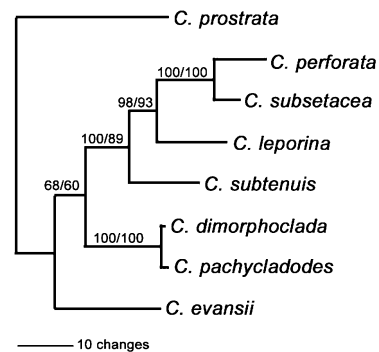 C. prostrata
100/100
C. perforata
98/93
C. subsetacea
100/89
C. leporina
68/60
C. subtenuis
100/100
C. dimorphoclada
C. pachycladodes
C. evansii
10 changes